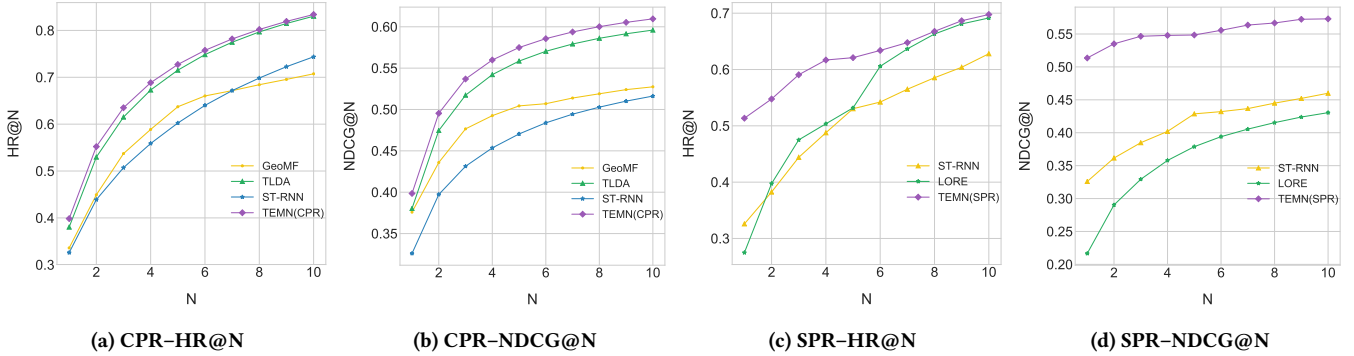 HR@N
0.8
0.7
0.6
0.5
0.4
0.3
2
4
6
8
10
N
GeoMF
TLDA
ST-RNN
TEMN(CPR)
(a) CPR–HR@N
NDCG@N
0.60
0.55
0.50
0.45
0.40
0.35
2
4
6
8
10
N
GeoMF
TLDA
ST-RNN
TEMN(CPR)
(b) CPR–NDCG@N
HR@N
0.7
0.6
0.5
0.4
0.3
2
4
6
8
10
N
ST-RNN
LORE
TEMN(SPR)
(c) SPR–HR@N
NDCG@N
0.55
0.50
0.45
0.40
0.35
0.30
0.25
0.20
2
4
6
8
10
N
ST-RNN
LORE
TEMN(SPR)
(d) SPR–NDCG@N